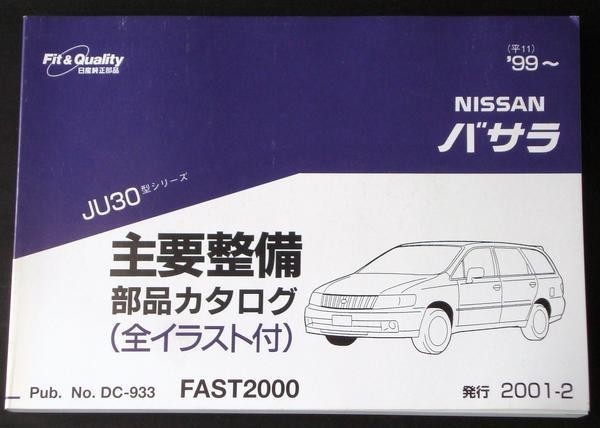 Fit & Quality
日産純正部品
(平11)
'99~
NISSAN
バサラ
JU30型シリーズ
主要整備
部品カタログ
(全イラスト付)
Pub. No. DC-933 FAST2000
発行 2001-2